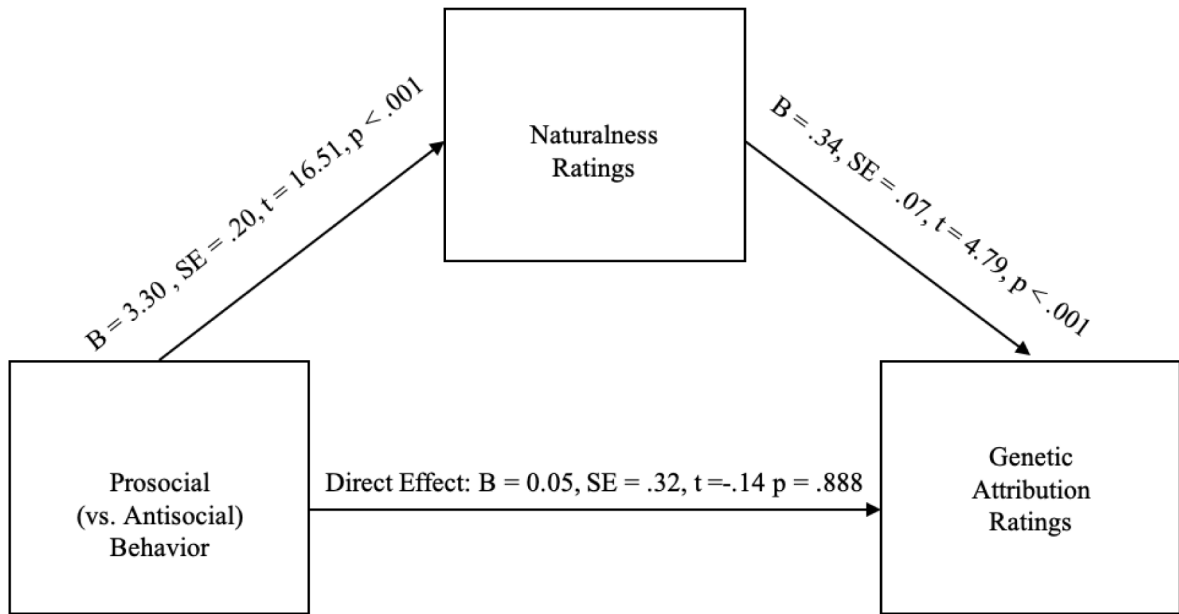 Naturalness
Ratings
B = 3.30 , SE = .20, t = 16.51, p < .001
B = .34, SE = .07, t = 4.79, p < .001
Prosocial
(vs. Antisocial)
Behavior
Direct Effect: B = 0.05, SE = .32, t =-.14 p = .888
Genetic
Attribution
Ratings